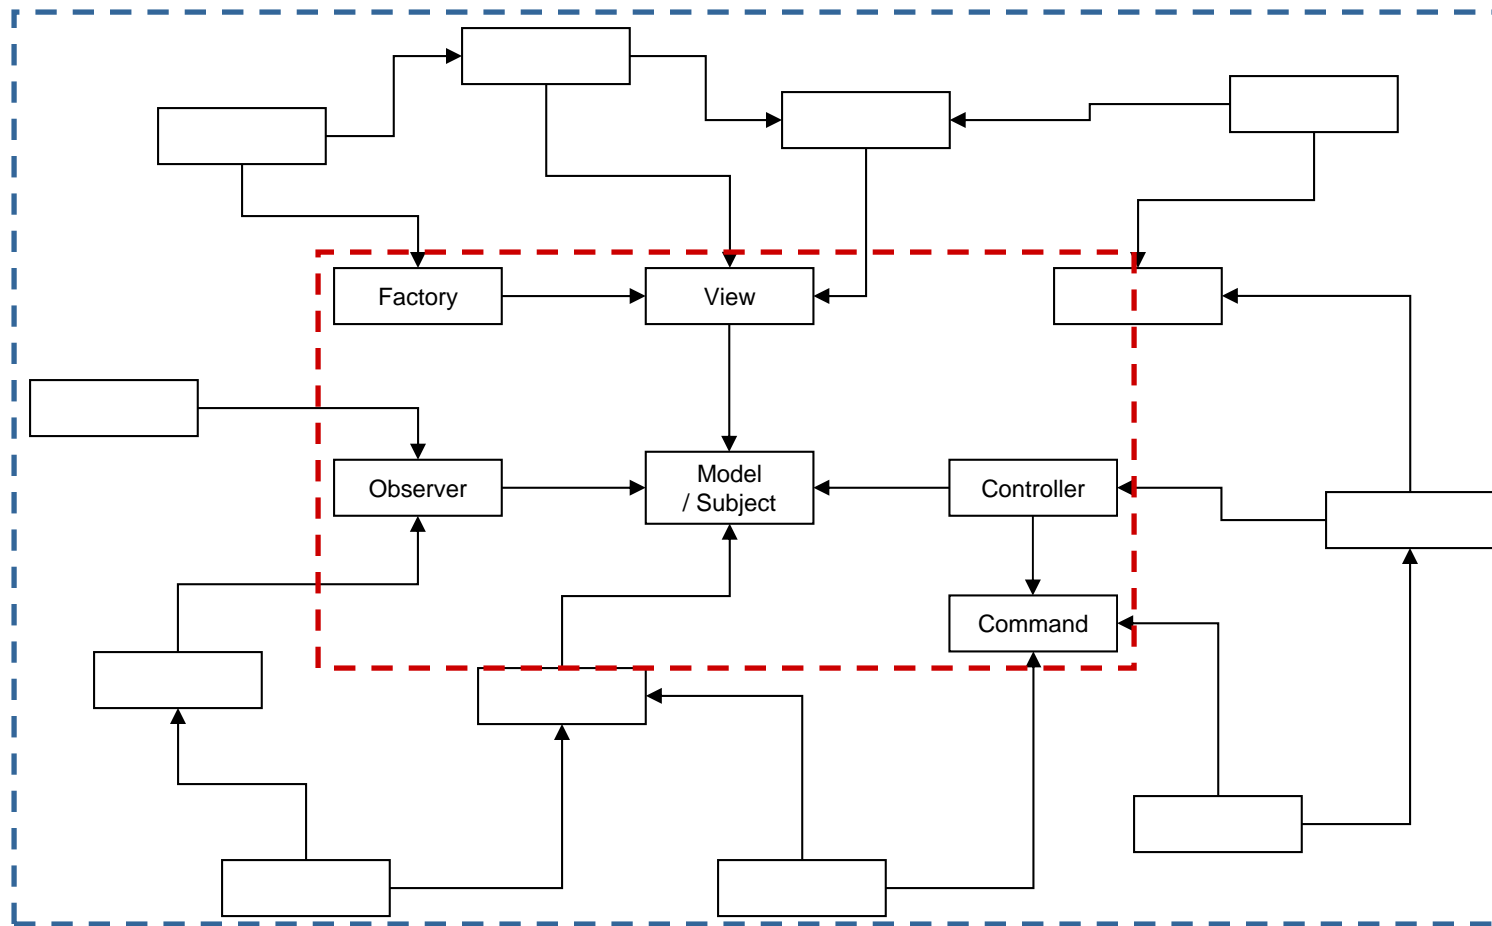 Factory
View
Observer
Model
/ Subject
Controller
Command